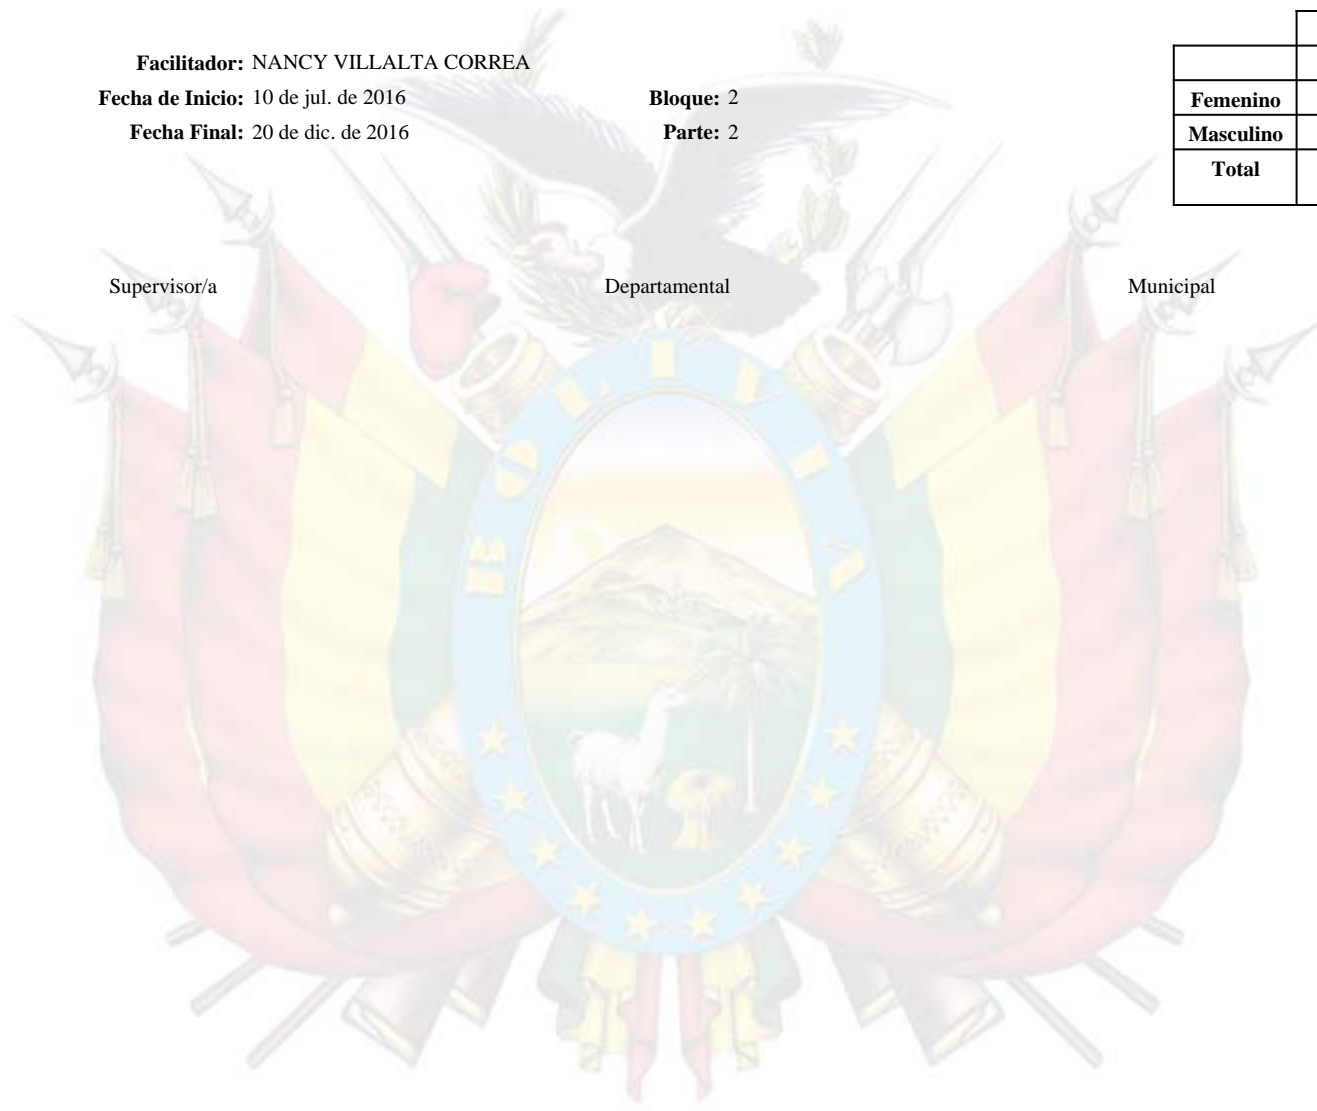 Facilitador: NANCY VILLALTA CORREA
Fecha de Inicio: 10 de jul. de 2016 Bloque: 2
Fecha Final: 20 de dic. de 2016 Parte: 2
Femenino
Masculino
Total
Supervisor/a Departamental Municipal
BOLIVIA